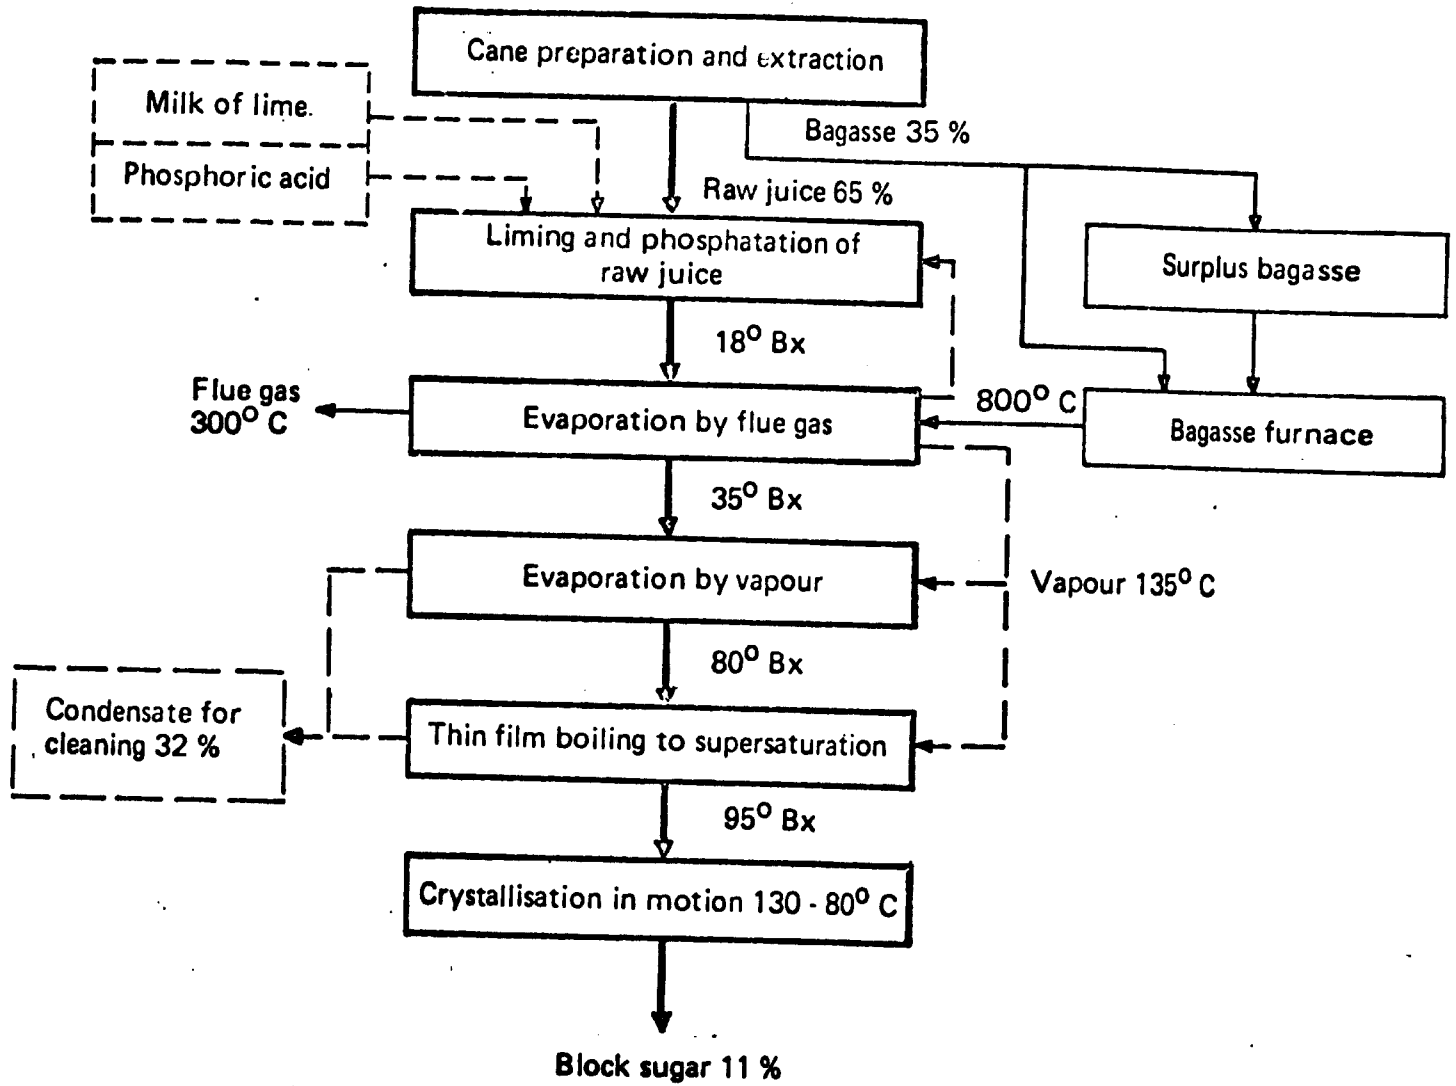 Cane preparation and extraction
Milk of lime.
Bagasse 35 %
Phosphoric acid
Raw juice 65 %
Liming and phosphatation of
raw juice
Surplus bagasse
18° Bx
Flue gas
300° C
Evaporation by flue gas
800° C
Bagasse furnace
35° Bx
Evaporation by vapour
Vapour 135° C
80° Bx
Condensate for
cleaning 32 %
Thin film boiling to supersaturation
95° Bx
Crystallisation in motion 130 - 80° C
Block sugar 11 %